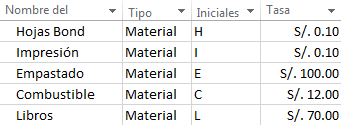 Nombre del Tipo Iniciales Tasa
Hojas Bond Material H S/. 0.10
Impresión Material I S/. 0.10
Empastado Material E S/. 100.00
Combustible Material C S/. 12.00
Libros Material L S/. 70.00